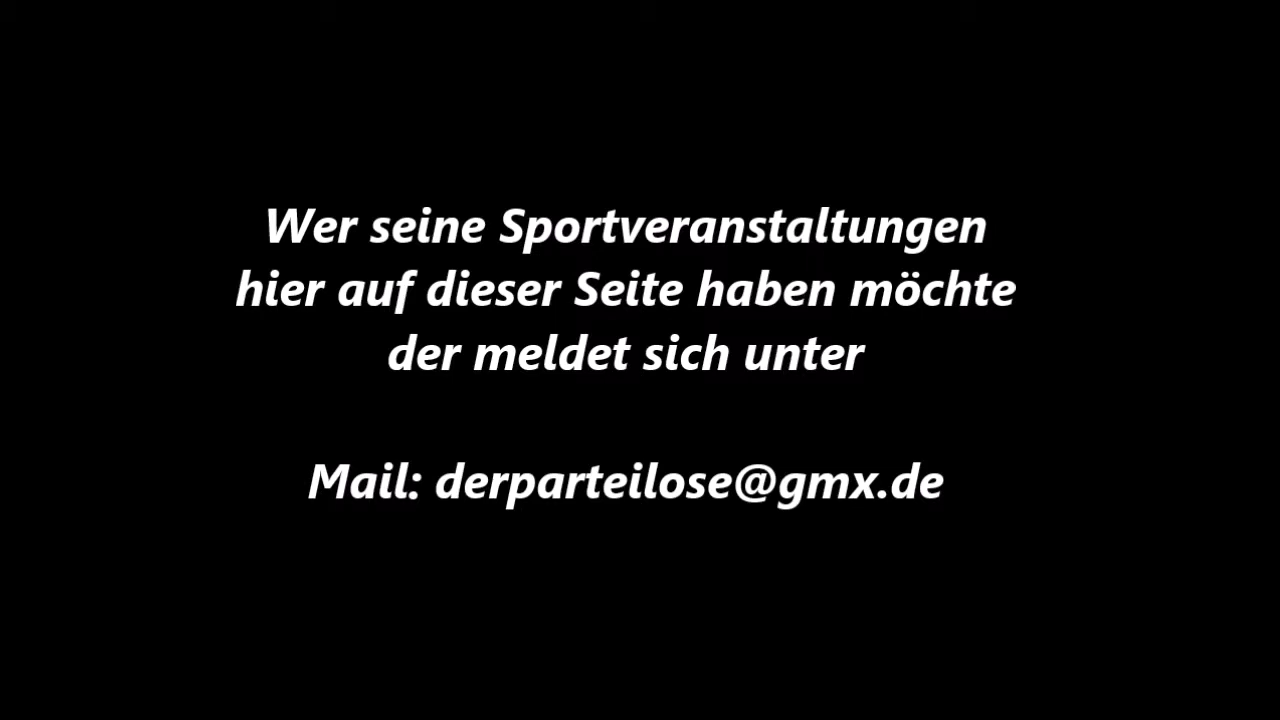 Wer seine Sportveranstaltungen
hier auf dieser Seite haben möchte
der meldet sich unter
Mail: derparteilose@gmx.de